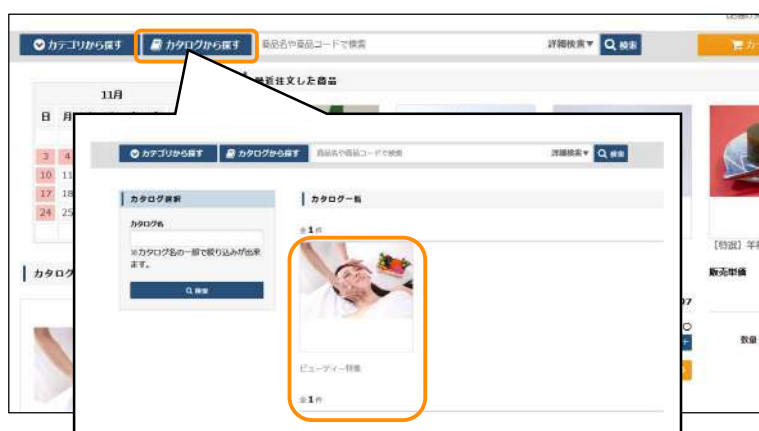 カテゴリから探す カタログから探す 商品名や商品コードで検索 詳細検索▼ 検索
最近注文した商品
11月
日 月
3 4
10 11
17 18
24 25
カタログ
【特選】羊
販売単価
数量
カテゴリから探す カタログから探す 商品名や商品コードで検索 詳細検索▼ 検索
カタログ選択
カタログ名
※カタログ名の一部で絞り込みが出来
ます。
検索
カタログ一覧
全1件
ビューティー特集
全1件